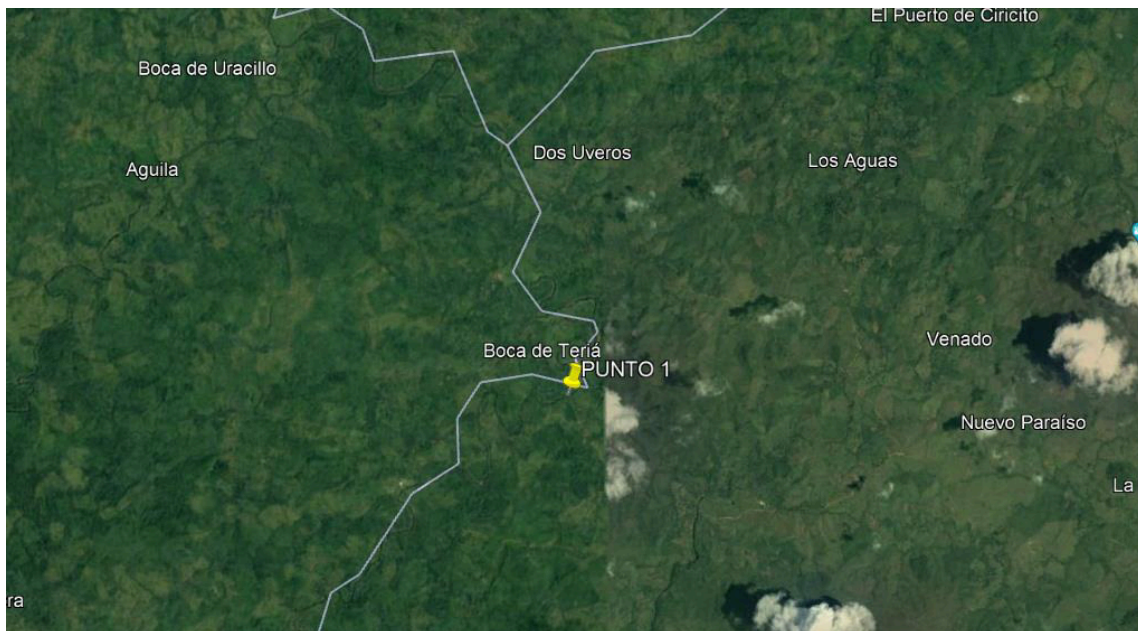 El Puerto de Ciricito
Boca de Uracillo
Dos Uveros
Los Aguas
Aguila
Venado
Boca de Teriá
PUNTO 1
Nuevo Paraíso
La
ra